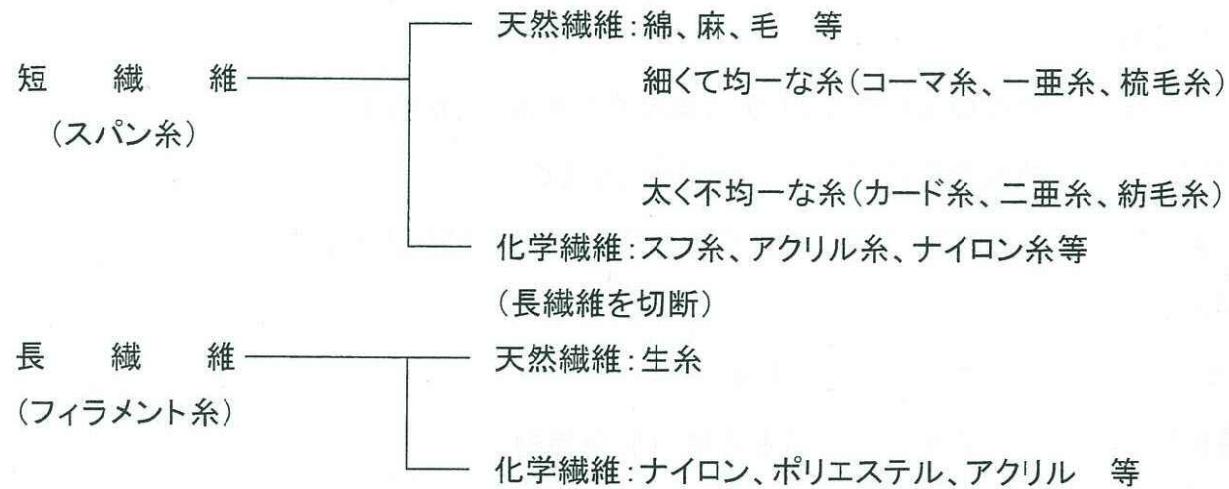 天然繊維:綿、麻、毛 等
短 繊 維
細くて均一な糸(コーマ糸、一亜糸、梳毛糸)
(スパン糸)
太く不均一な糸(カード糸、二亜糸、紡毛糸)
化学繊維:スフ糸、アクリル糸、ナイロン糸等
(長繊維を切断)
長 繊 維
天然繊維:生糸
(フィラメント糸)
化学繊維:ナイロン、ポリエステル、アクリル 等